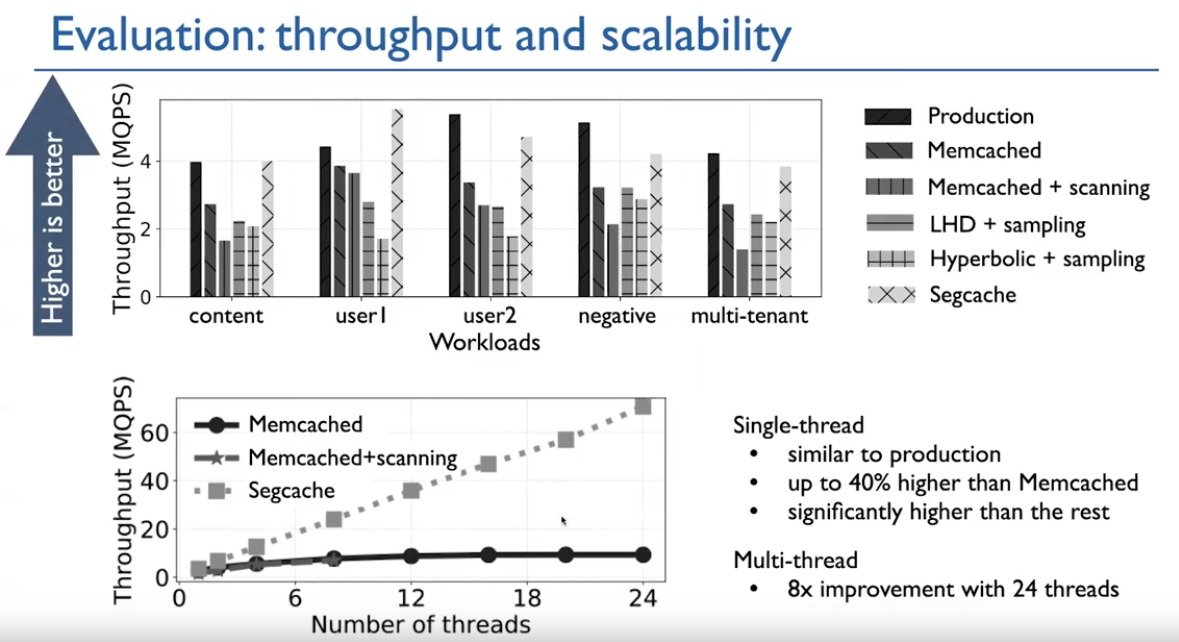 Evaluation: throughput and scalability
Higher is better
Throughput (MQPS)
4
2
0
content user1 user2 negative multi-tenant
Workloads
Production
Memcached
Memcached + scanning
LHD + sampling
Hyperbolic + sampling
Segcache
Throughput (MQPS)
60
40
20
0
Memcached
Memcached+scanning
Segcache
0 6 12 18 24
Number of threads
Single-thread
• similar to production
• up to 40% higher than Memcached
• significantly higher than the rest
Multi-thread
• 8x improvement with 24 threads